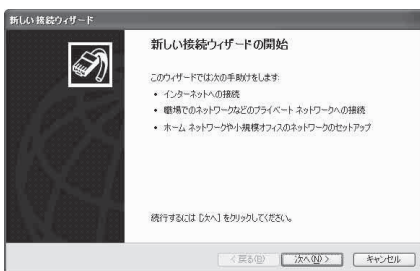 新しい接続ウィザード
新しい接続ウィザードの開始
このウィザードでは次の手助けをします:
• インターネットへの接続
• 職場でのネットワークなどのプライベート ネットワークへの接続
• ホーム ネットワークや小規模オフィスのネットワークのセットアップ
続行するには [次へ] をクリックしてください。
< 戻る(B) 次へ(N) > キャンセル